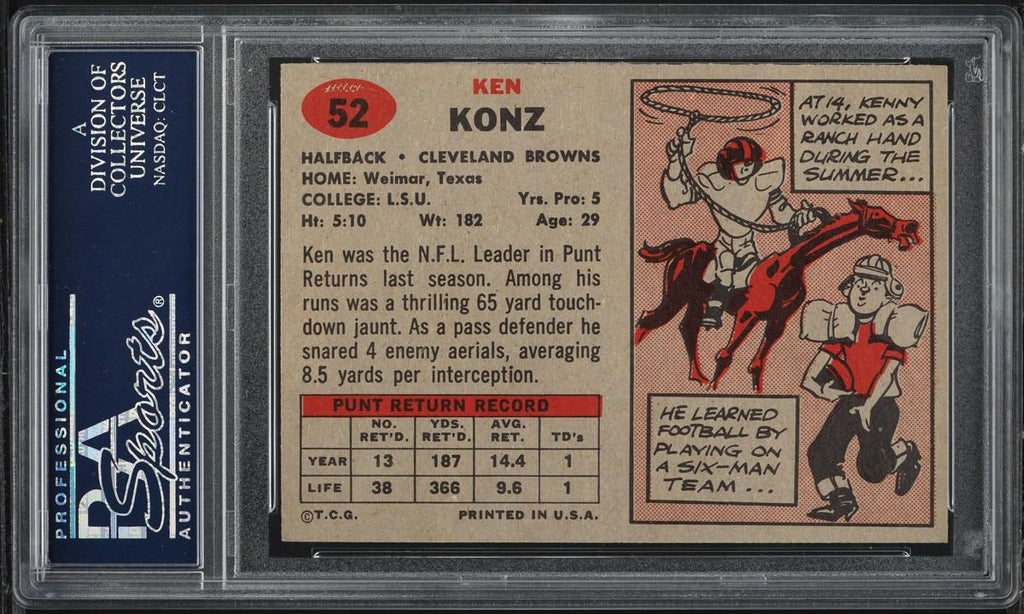 A
DIVISION OF
COLLECTORS
UNIVERSE
NASDAQ: CLCT
PROFESSIONAL
PSA
Sports®
AUTHENTICATOR
52
KEN
KONZ
HALFBACK • CLEVELAND BROWNS
HOME: Weimar, Texas
COLLEGE: L.S.U. Yrs. Pro: 5
Ht: 5:10 Wt: 182 Age: 29
Ken was the N.F.L. Leader in Punt
Returns last season. Among his
runs was a thrilling 65 yard touch-
down jaunt. As a pass defender he
snared 4 enemy aerials, averaging
8.5 yards per interception.
PUNT RETURN RECORD
NO. RET'D. YDS. RET'D. AVG. RET. TD's
YEAR 13 187 14.4 1
LIFE 38 366 9.6 1
©T.C.G. PRINTED IN U.S.A.
AT 14, KENNY
WORKED AS A
RANCH HAND
DURING THE
SUMMER...
HE LEARNED
FOOTBALL BY
PLAYING ON
A SIX-MAN
TEAM...